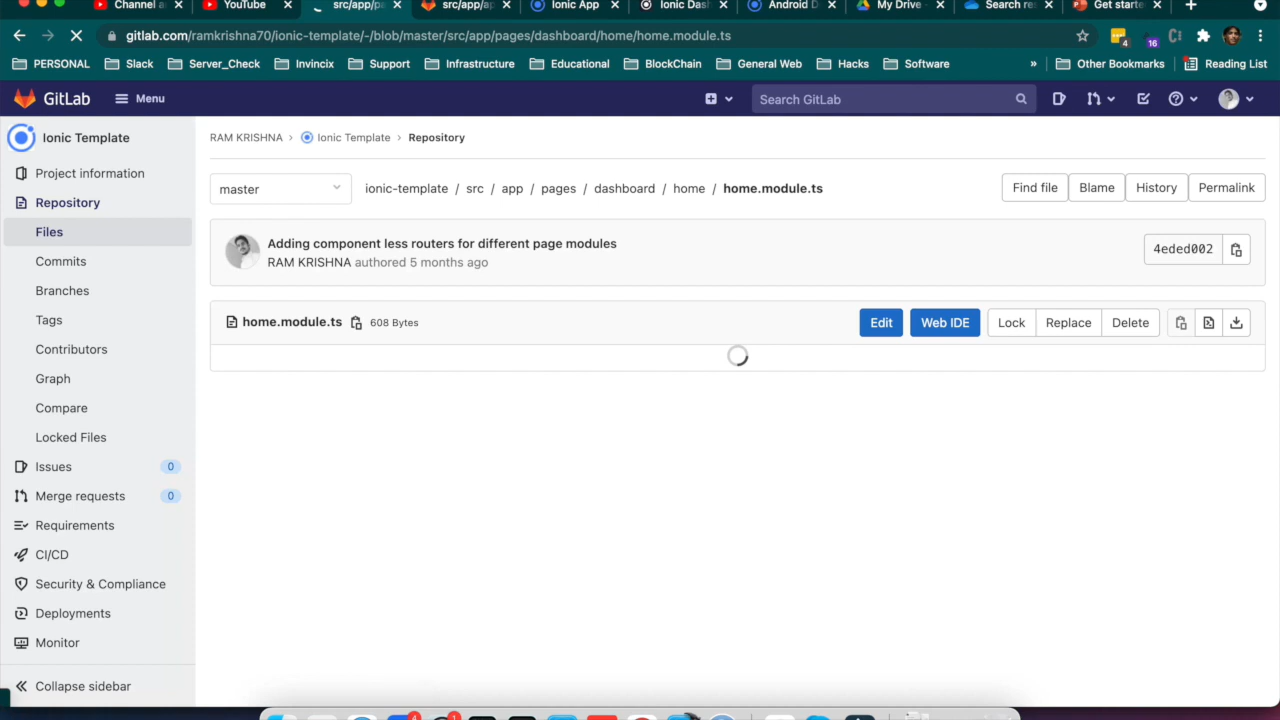 Channel a
YouTube
src/app/pa
src/app/ap
Ionic App
Ionic Das
Android D
My Drive -
Search res
Get starte
gitlab.com/ramkrishna70/ionic-template/-/blob/master/src/app/pages/dashboard/home/home.module.ts
4
16
PERSONAL
Slack
Server_Check
Invincix
Support
Infrastructure
Educational
BlockChain
General Web
Hacks
Software
»
Other Bookmarks
Reading List
GitLab
Menu
Search GitLab
Ionic Template
Project information
Repository
Files
Commits
Branches
Tags
Contributors
Graph
Compare
Locked Files
Issues 0
Merge requests 0
Requirements
CI/CD
Security & Compliance
Deployments
Monitor
Collapse sidebar
RAM KRISHNA > Ionic Template > Repository
master
ionic-template / src / app / pages / dashboard / home / home.module.ts
Find file
Blame
History
Permalink
Adding component less routers for different page modules
RAM KRISHNA authored 5 months ago
4eded002
home.module.ts 608 Bytes
Edit
Web IDE
Lock
Replace
Delete
4
1